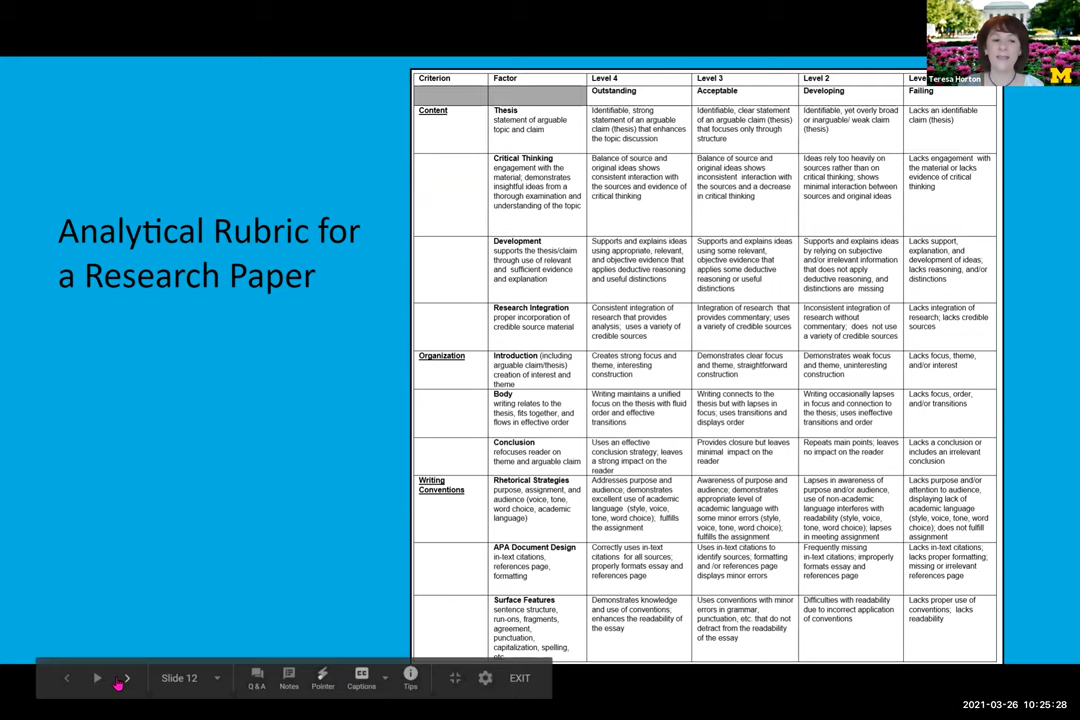 Teresa Horton
M
Analytical Rubric for
a Research Paper
Criterion Factor Level 4 Level 3 Level 2 Leve
Outstanding Acceptable Developing Failing
Content
Thesis
statement of arguable
topic and claim
Identifiable, strong
statement of an arguable
claim (thesis) that enhances
the topic discussion
Identifiable, clear statement
of an arguable claim (thesis)
that focuses only through
structure
Identifiable, yet overly broad
or inarguable/ weak claim
(thesis)
Lacks an identifiable
claim (thesis)
Critical Thinking
engagement with the
material; demonstrates
insightful ideas from a
thorough examination and
understanding of the topic
Balance of source and
original ideas shows
consistent interaction with
the sources and evidence of
critical thinking
Balance of source and
original ideas shows
inconsistent interaction with
the sources and a decrease
in critical thinking
Ideas rely too heavily on
sources rather than on
critical thinking; shows
minimal interaction between
sources and original ideas
Lacks engagement with
the material or lacks
evidence of critical
thinking
Development
supports the thesis/claim
through use of relevant
and sufficient evidence
and explanation
Supports and explains ideas
using appropriate, relevant,
and objective evidence that
applies deductive reasoning
and useful distinctions
Supports and explains ideas
using some relevant,
objective evidence that
applies some deductive
reasoning or useful
distinctions
Supports and explains ideas
by relying on subjective
and/or irrelevant information
that does not apply
deductive reasoning, and
distinctions are missing
Lacks support,
explanation, and
development of ideas;
lacks reasoning, and/or
distinctions
Research Integration
proper incorporation of
credible source material
Consistent integration of
research that provides
analysis; uses a variety of
credible sources
Integration of research that
provides commentary; uses
a variety of credible sources
Inconsistent integration of
research without
commentary; does not use
a variety of credible sources
Lacks integration of
research; lacks credible
sources
Organization
Introduction (including
arguable claim/thesis)
creation of interest and
theme
Creates strong focus and
theme, interesting
construction
Demonstrates clear focus
and theme, straightforward
construction
Demonstrates weak focus
and theme, uninteresting
construction
Lacks focus, theme,
and/or interest
Body
writing relates to the
thesis, fits together, and
flows in effective order
Writing maintains a unified
focus on the thesis with fluid
order and effective
transitions
Writing connects to the
thesis but with lapses in
focus; uses transitions and
displays order
Writing occasionally lapses
in focus and connection to
the thesis; uses ineffective
transitions and order
Lacks focus, order,
and/or transitions
Conclusion
refocuses reader on
theme and arguable claim
Uses an effective
conclusion strategy; leaves
a strong impact on the
reader
Provides closure but leaves
minimal impact on the
reader
Repeats main points; leaves
no impact on the reader
Lacks a conclusion or
includes an irrelevant
conclusion
Writing
Conventions
Rhetorical Strategies
purpose, assignment, and
audience (voice, tone,
word choice, academic
language)
Addresses purpose and
audience; demonstrates
excellent use of academic
language (style, voice,
tone, word choice); fulfills
the assignment
Awareness of purpose and
audience; demonstrates
appropriate level of
academic language with
some minor errors (style,
voice, tone, word choice);
fulfills the assignment
Lapses in awareness of
purpose and/or audience,
use of non-academic
language interferes with
readability (style, voice,
tone, word choice); lapses
in meeting assignment
Lacks purpose and/or
attention to audience,
displaying lack of
academic language
(style, voice, tone, word
choice); does not fulfill
assignment
APA Document Design
in-text citations,
references page,
formatting
Correctly uses in-text
citations for all sources;
properly formats essay and
references page
Uses in-text citations to
identify sources; formatting
and /or references page
displays minor errors
Frequently missing
in-text citations; improperly
formats essay and
references page
Lacks in-text citations;
lacks proper formatting;
missing or irrelevant
references page
Surface Features
sentence structure,
run-ons, fragments,
agreement,
punctuation,
capitalization, spelling,
etc.
Demonstrates knowledge
and use of conventions;
enhances the readability of
the essay
Uses conventions with minor
errors in grammar,
punctuation, etc. that do not
detract from the readability
of the essay
Difficulties with readability
due to incorrect application
of conventions
Lacks proper use of
conventions; lacks
readability
Slide 12
Q & A
Notes
Pointer
Captions
Tips
EXIT
2021-03-26 10:25:28